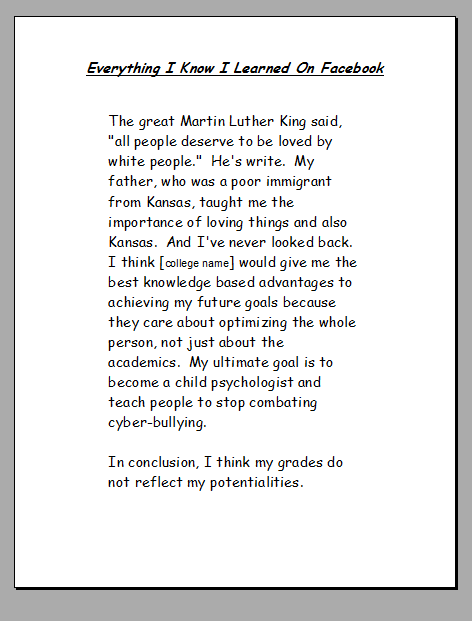 Everything I Know I Learned On Facebook
The great Martin Luther King said,
"all people deserve to be loved by
white people."  He's write.  My
father, who was a poor immigrant
from Kansas, taught me the
importance of loving things and also
Kansas.  And I've never looked back.
I think [college name] would give me the
best knowledge based advantages to
achieving my future goals because
they care about optimizing the whole
person, not just about the
academics.  My ultimate goal is to
become a child psychologist and
teach people to stop combating
cyber-bullying.
In conclusion, I think my grades do
not reflect my potentialities.